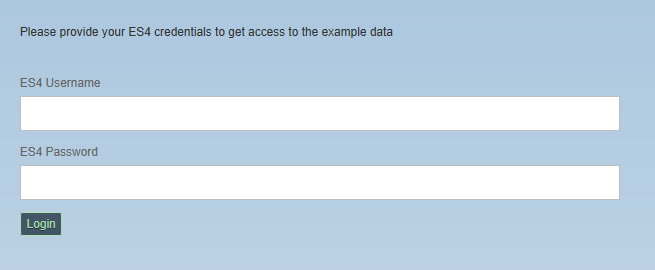 Please provide your ES4 credentials to get access to the example data
ES4 Username
ES4 Password
Login